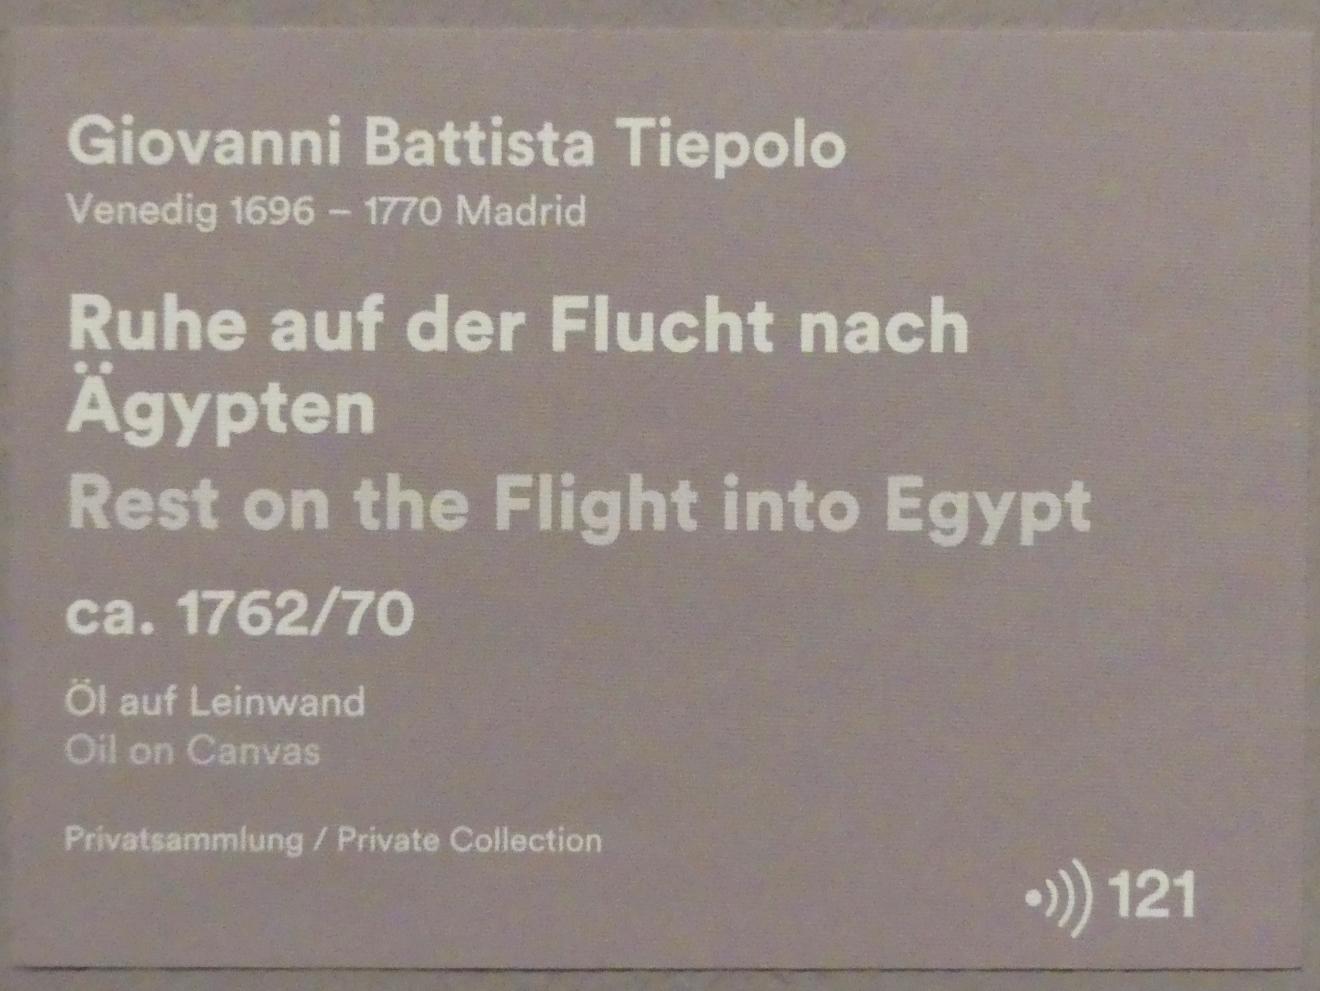 Giovanni Battista Tiepolo
Venedig 1696 – 1770 Madrid
Ruhe auf der Flucht nach
Ägypten
Rest on the Flight into Egypt
ca. 1762/70
Öl auf Leinwand
Oil on Canvas
Privatsammlung / Private Collection
121